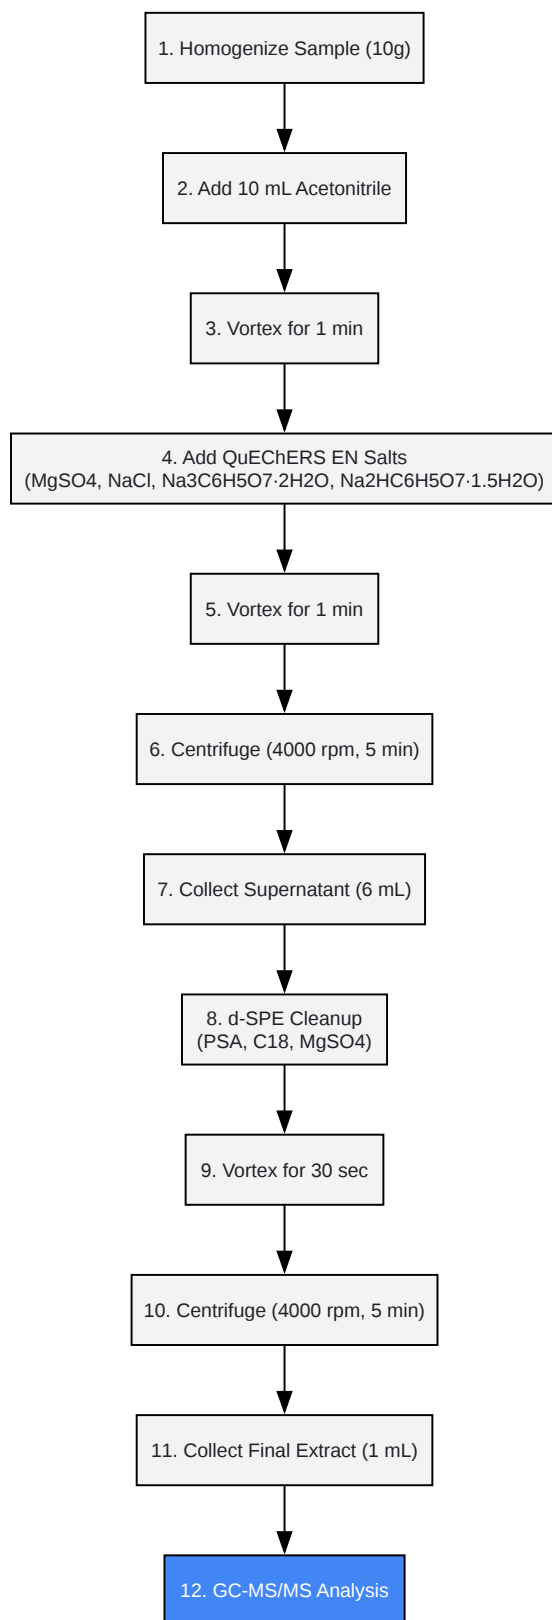 1. Homogenize Sample (10g)
2. Add 10 mL Acetonitrile
3. Vortex for 1 min
4. Add QuEChERS EN Salts
(MgSO4, NaCl, Na3C6H5O7·2H2O, Na2HC6H5O7·1.5H2O)
5. Vortex for 1 min
6. Centrifuge (4000 rpm, 5 min)
7. Collect Supernatant (6 mL)
8. d-SPE Cleanup
(PSA, C18, MgSO4)
9. Vortex for 30 sec
10. Centrifuge (4000 rpm, 5 min)
11. Collect Final Extract (1 mL)
12. GC-MS/MS Analysis